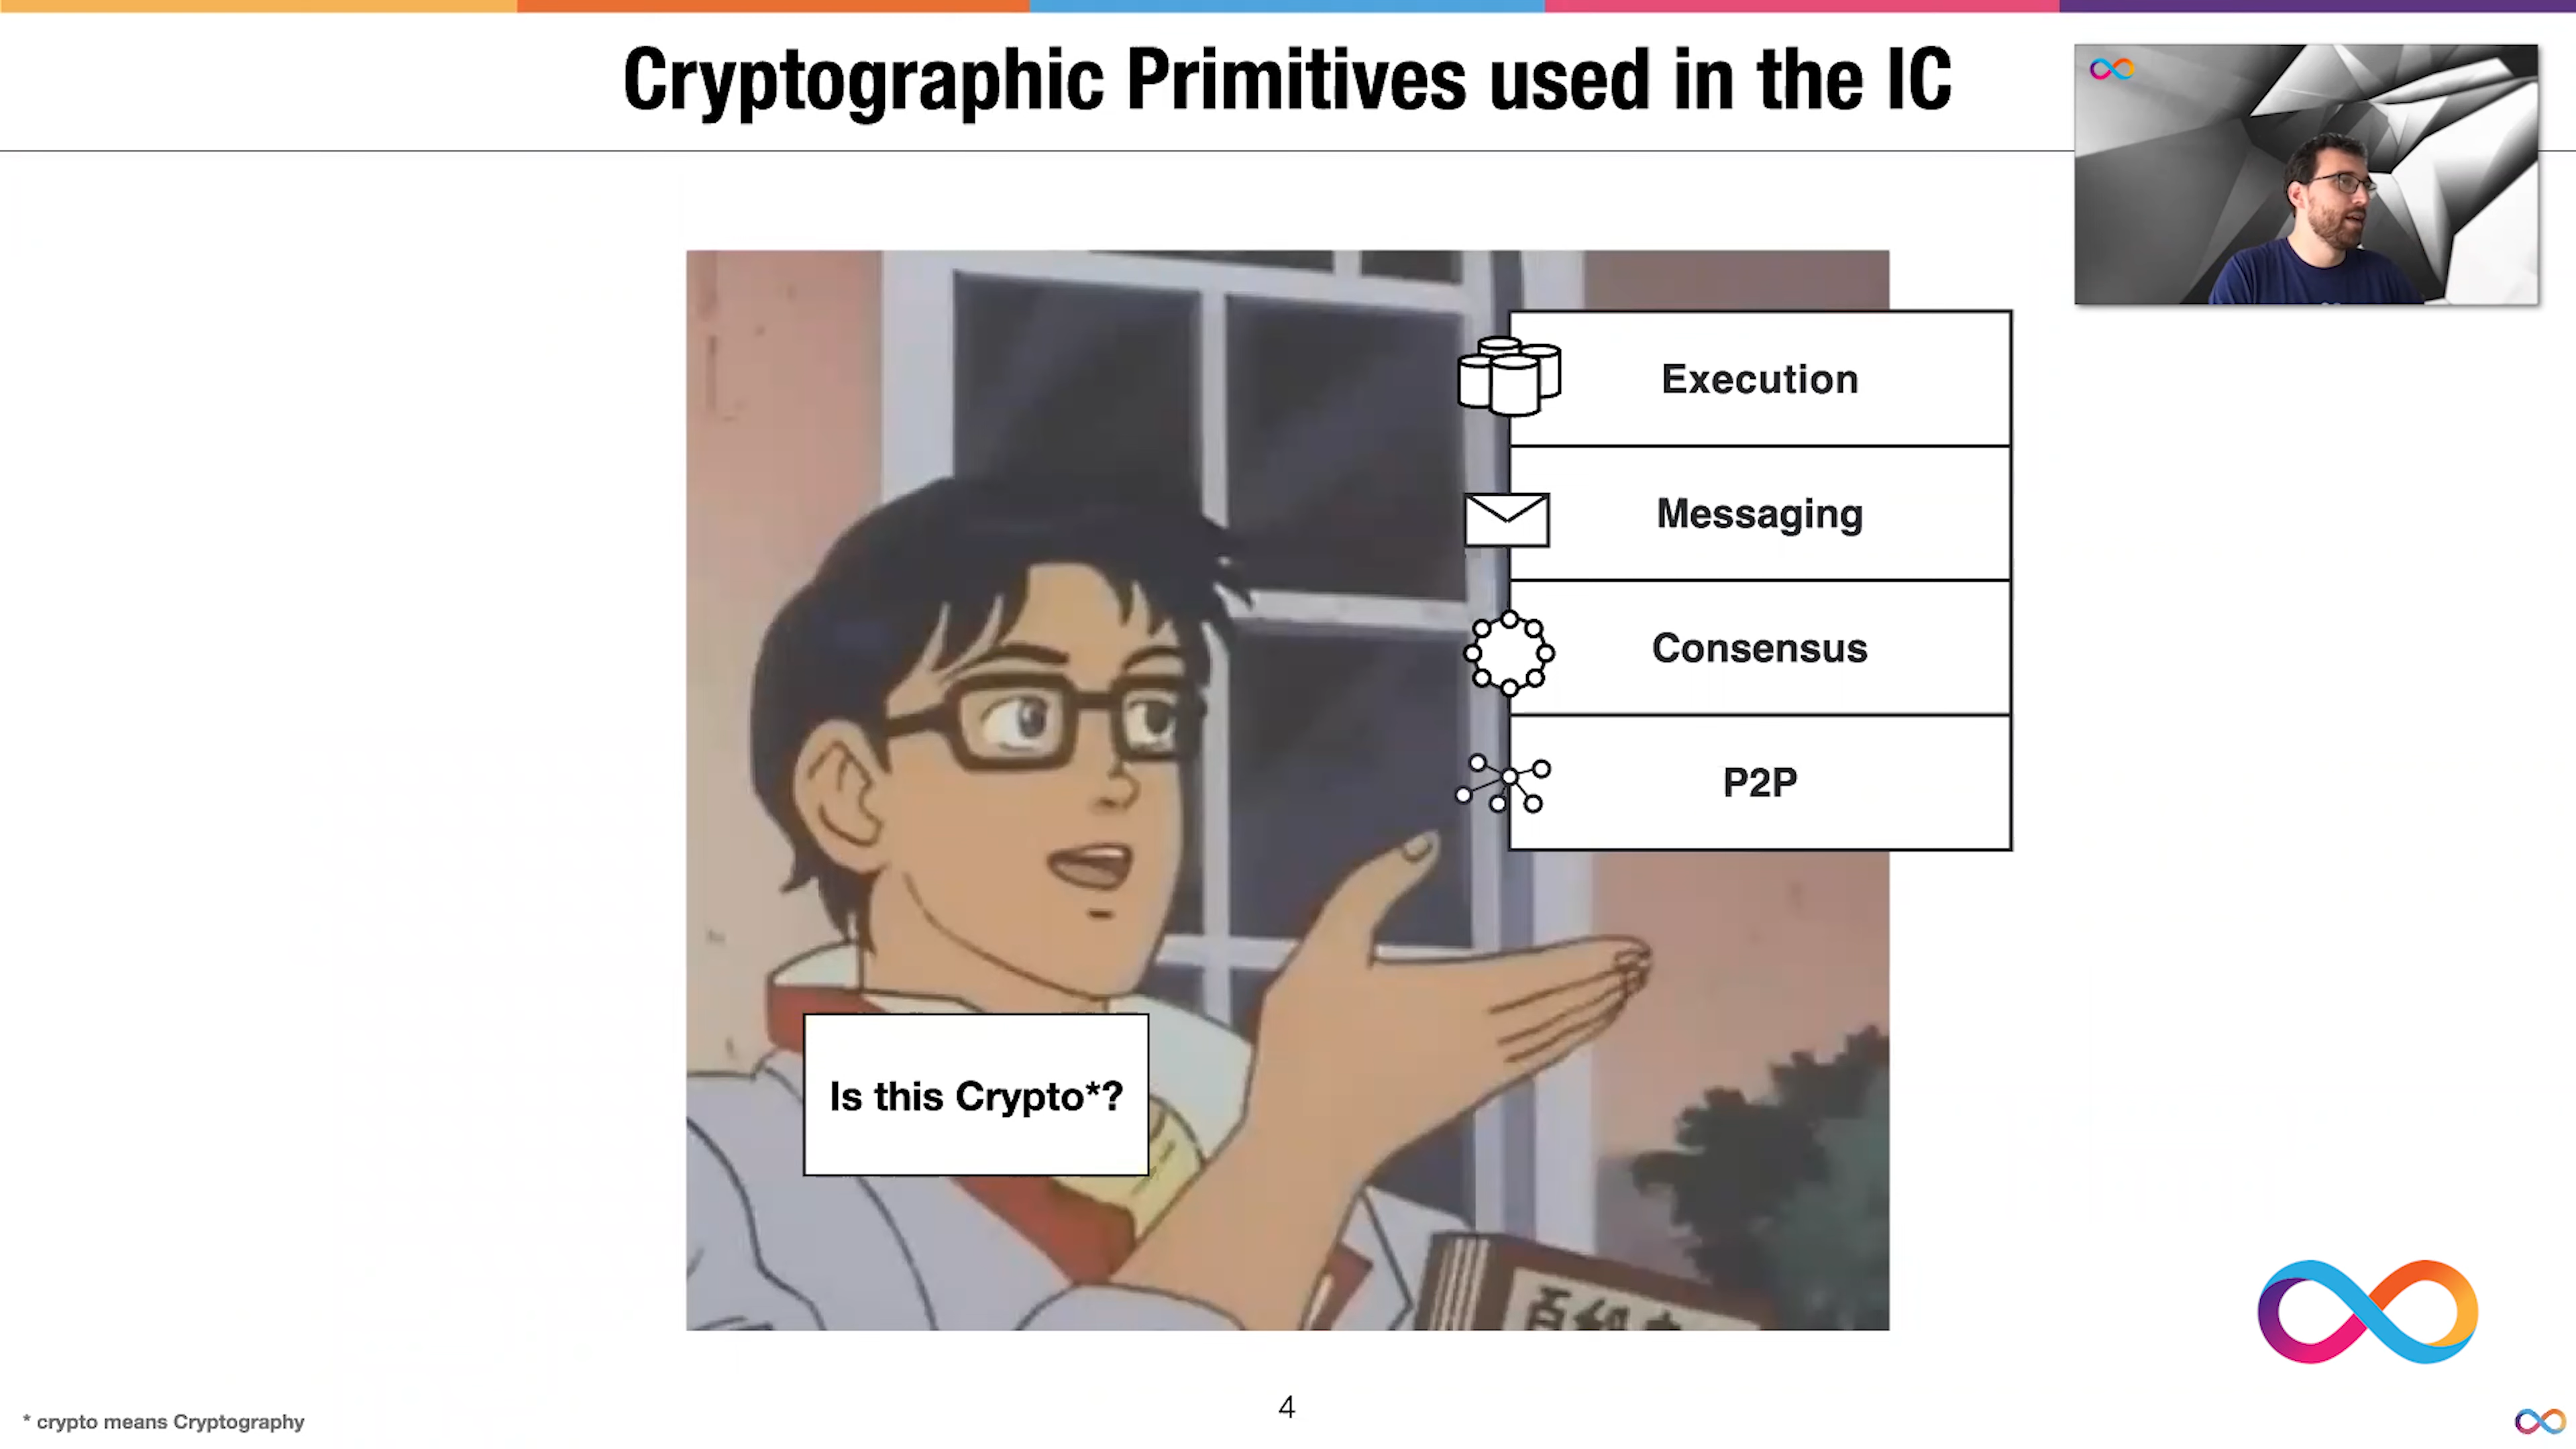 Cryptographic Primitives used in the IC
Execution
Messaging
Consensus
P2P
Is this Crypto*?
4
* crypto means Cryptography